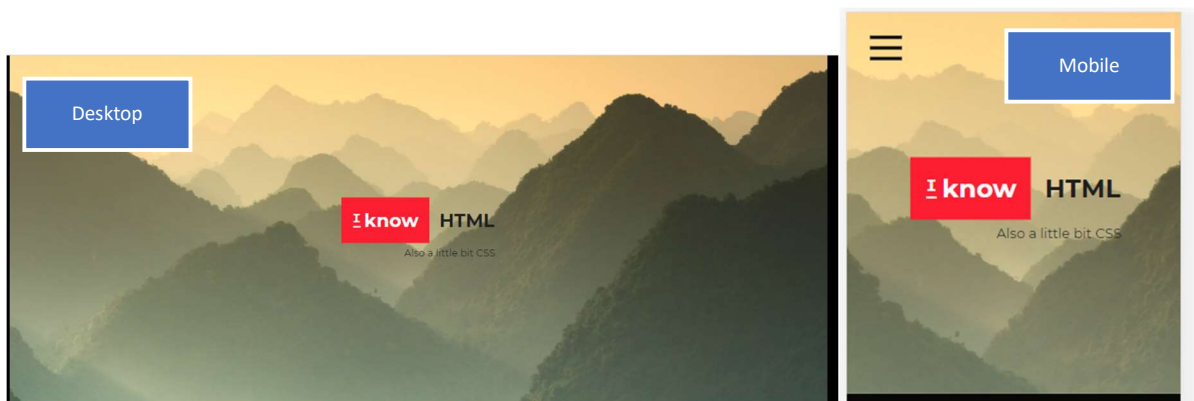 Desktop
I know HTML
Also a little bit CSS
Mobile
I know HTML
Also a little bit CSS